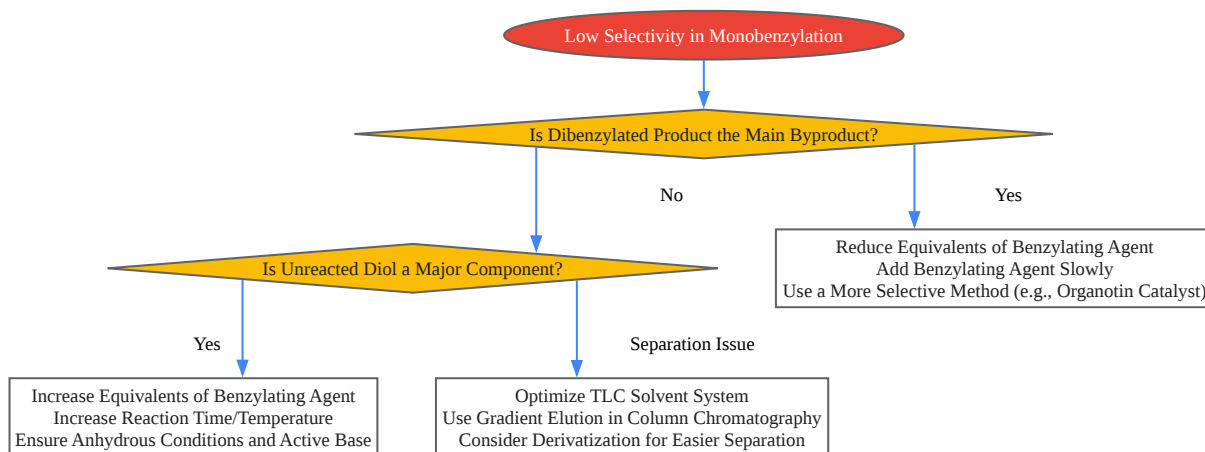 Low Selectivity in Monobenzylation
Is Dibenzylated Product the Main Byproduct?
No
Yes
Is Unreacted Diol a Major Component?
Reduce Equivalents of Benzylating Agent
Add Benzylating Agent Slowly
Use a More Selective Method (e.g., Organotin Catalyst)
Yes
Separation Issue
Increase Equivalents of Benzylating Agent
Increase Reaction Time/Temperature
Ensure Anhydrous Conditions and Active Base
Optimize TLC Solvent System
Use Gradient Elution in Column Chromatography
Consider Derivatization for Easier Separation